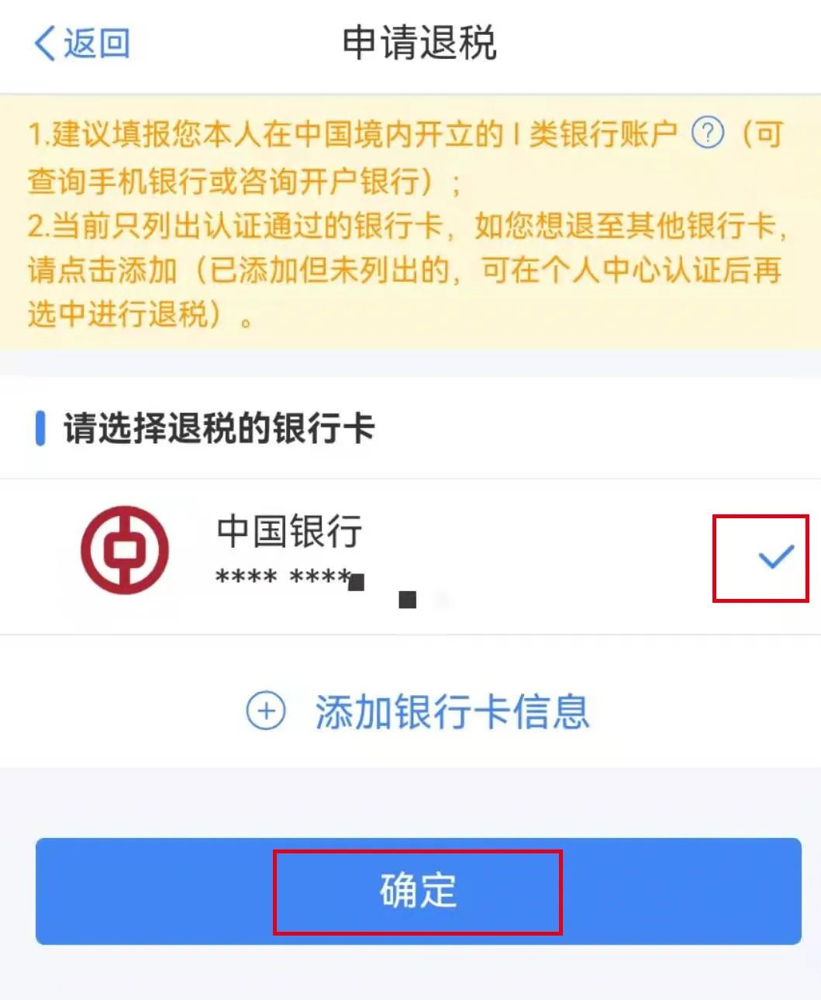 返回
申请退税
1.建议填报您本人在中国境内开立的 I 类银行账户 ? （可
查询手机银行或咨询开户银行）；
2.当前只列出认证通过的银行卡，如您想退至其他银行卡，
请点击添加（已添加但未列出的，可在个人中心认证后再
选中进行退税）。
请选择退税的银行卡
中国银行
**** ****
添加银行卡信息
确定